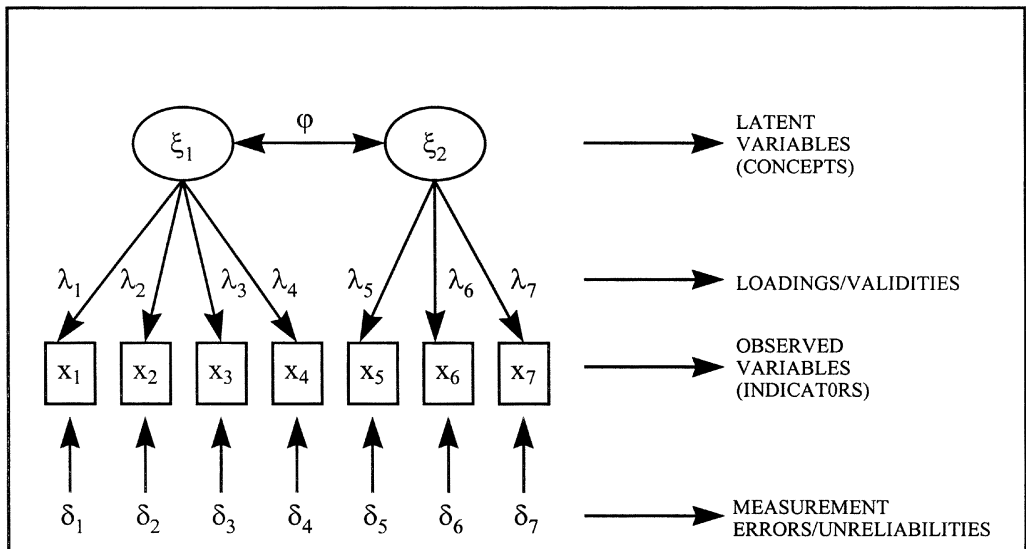 φ
ξ1 ξ2
LATENT
VARIABLES
(CONCEPTS)
λ1 λ2 λ3 λ4 λ5 λ6 λ7
LOADINGS/VALIDITIES
x1 x2 x3 x4 x5 x6 x7
OBSERVED
VARIABLES
(INDICAT0RS)
δ1 δ2 δ3 δ4 δ5 δ6 δ7
MEASUREMENT
ERRORS/UNRELIABILITIES